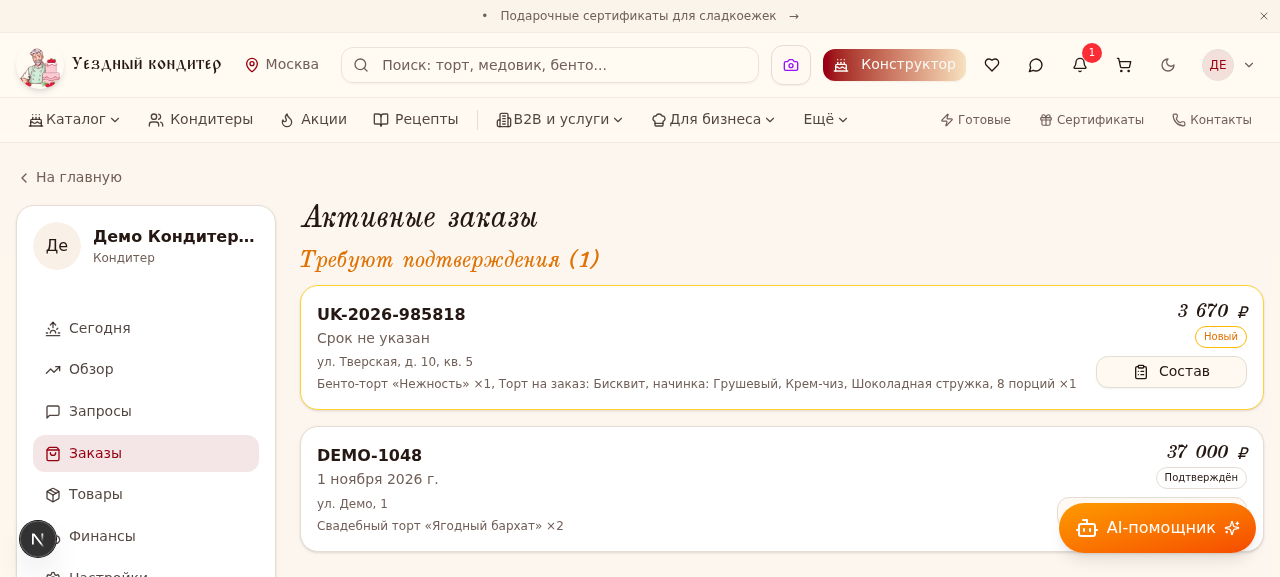 • Подарочные сертификаты для сладкоежек →
Уездный кондитер
Москва
Поиск: торт, медовик, бенто...
Конструктор
1
ДЕ
Каталог
Кондитеры
Акции
Рецепты
B2B и услуги
Для бизнеса
Ещё
Готовые
Сертификаты
Контакты
На главную
Де
Демо Кондитер...
Кондитер
Сегодня
Обзор
Запросы
Заказы
Товары
Финансы
N
Активные заказы
Требуют подтверждения (1)
UK-2026-985818
Срок не указан
ул. Тверская, д. 10, кв. 5
Бенто-торт «Нежность» ×1, Торт на заказ: Бисквит, начинка: Грушевый, Крем-чиз, Шоколадная стружка, 8 порций ×1
3 670 ₽
Новый
Состав
DEMO-1048
1 ноября 2026 г.
ул. Демо, 1
Свадебный торт «Ягодный бархат» ×2
37 000 ₽
Подтверждён
AI-помощник